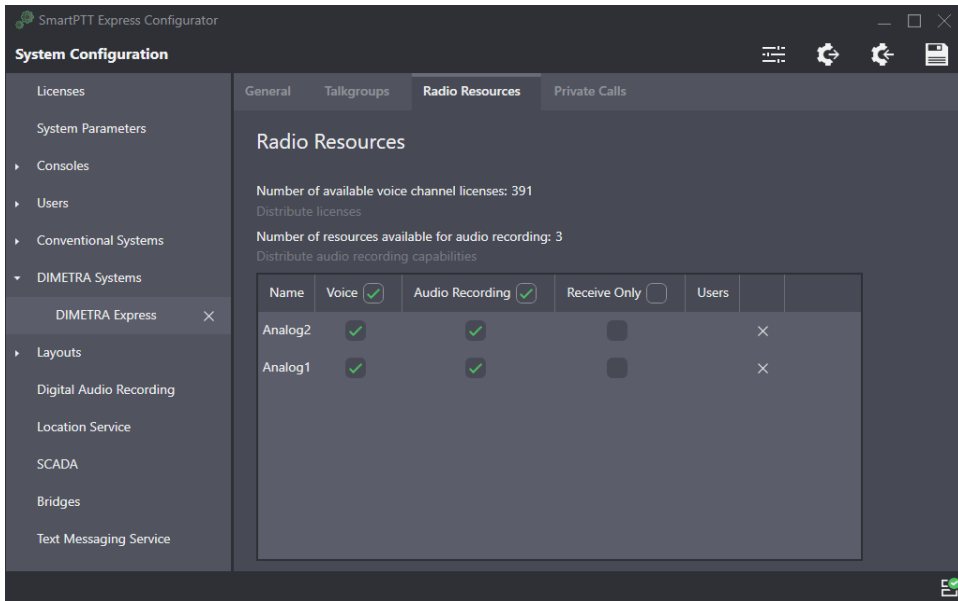 SmartPTT Express Configurator
System Configuration
Licenses
System Parameters
Consoles
Users
Conventional Systems
DIMETRA Systems
DIMETRA Express
Layouts
Digital Audio Recording
Location Service
SCADA
Bridges
Text Messaging Service
General Talkgroups Radio Resources Private Calls
Radio Resources
Number of available voice channel licenses: 391
Distribute licenses
Number of resources available for audio recording: 3
Distribute audio recording capabilities
Name Voice Audio Recording Receive Only Users
Analog2
Analog1